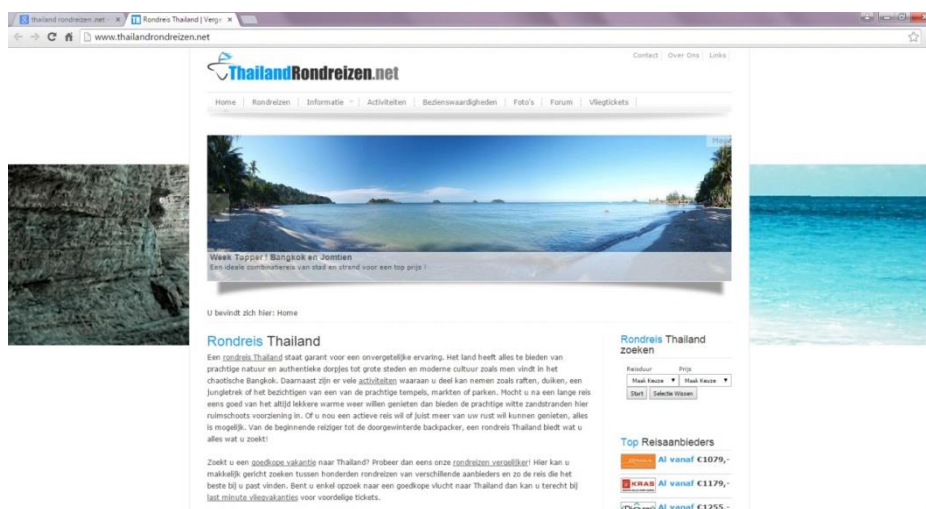 thailand rondreizen .net -
Rondreis Thailand | Verge
www.thailandrondreizen.net
Contact Over Ons Links
ThailandRondreizen.net
Home Rondreizen Informatie Activiteiten Bezienswaardigheden Foto's Forum Vliegtickets
Week Topper ! Bangkok en Jomtien
Een ideale combinatiereis van stad en strand voor een top prijs !
U bevindt zich hier: Home
Rondreis Thailand
Een rondreis Thailand staat garant voor een onvergetelijke ervaring. Het land heeft alles te bieden van
prachtige natuur en authentieke dorpjes tot grote steden en moderne cultuur zoals men vindt in het
chaotische Bangkok. Daarnaast zijn er vele activiteiten waaraan u deel kan nemen zoals raften, duiken, een
jungletrek of het bezichtigen van een van de prachtige tempels, markten of parken. Mocht u na een lange reis
eens goed van het altijd lekkere warme weer willen genieten dan bieden de prachtige witte zandstranden hier
ruimschoots voorziening in. Of u nou een actieve reis wil of juist meer van uw rust wil kunnen genieten, alles
is mogelijk. Van de beginnende reiziger tot de doorgewinterde backpacker, een rondreis Thailand biedt wat u
alles wat u zoekt!
Zoekt u een goedkope vakantie naar Thailand? Probeer dan eens onze rondreizen vergelijker! Hier kan u
makkelijk gericht zoeken tussen honderden rondreizen van verschillende aanbieders en zo de reis die het
beste bij u past vinden. Bent u enkel opzoek naar een goedkope vlucht naar Thailand dan kan u terecht bij
last minute vliegvakanties voor voordelige tickets.
Rondreis Thailand
zoeken
Reisduur Prijs
Maak Keuze Maak Keuze
Start Selectie Wissen
Top Reisaanbieders
Al vanaf €1079,-
KRAS Al vanaf €1179,-
Al vanaf €1255,-